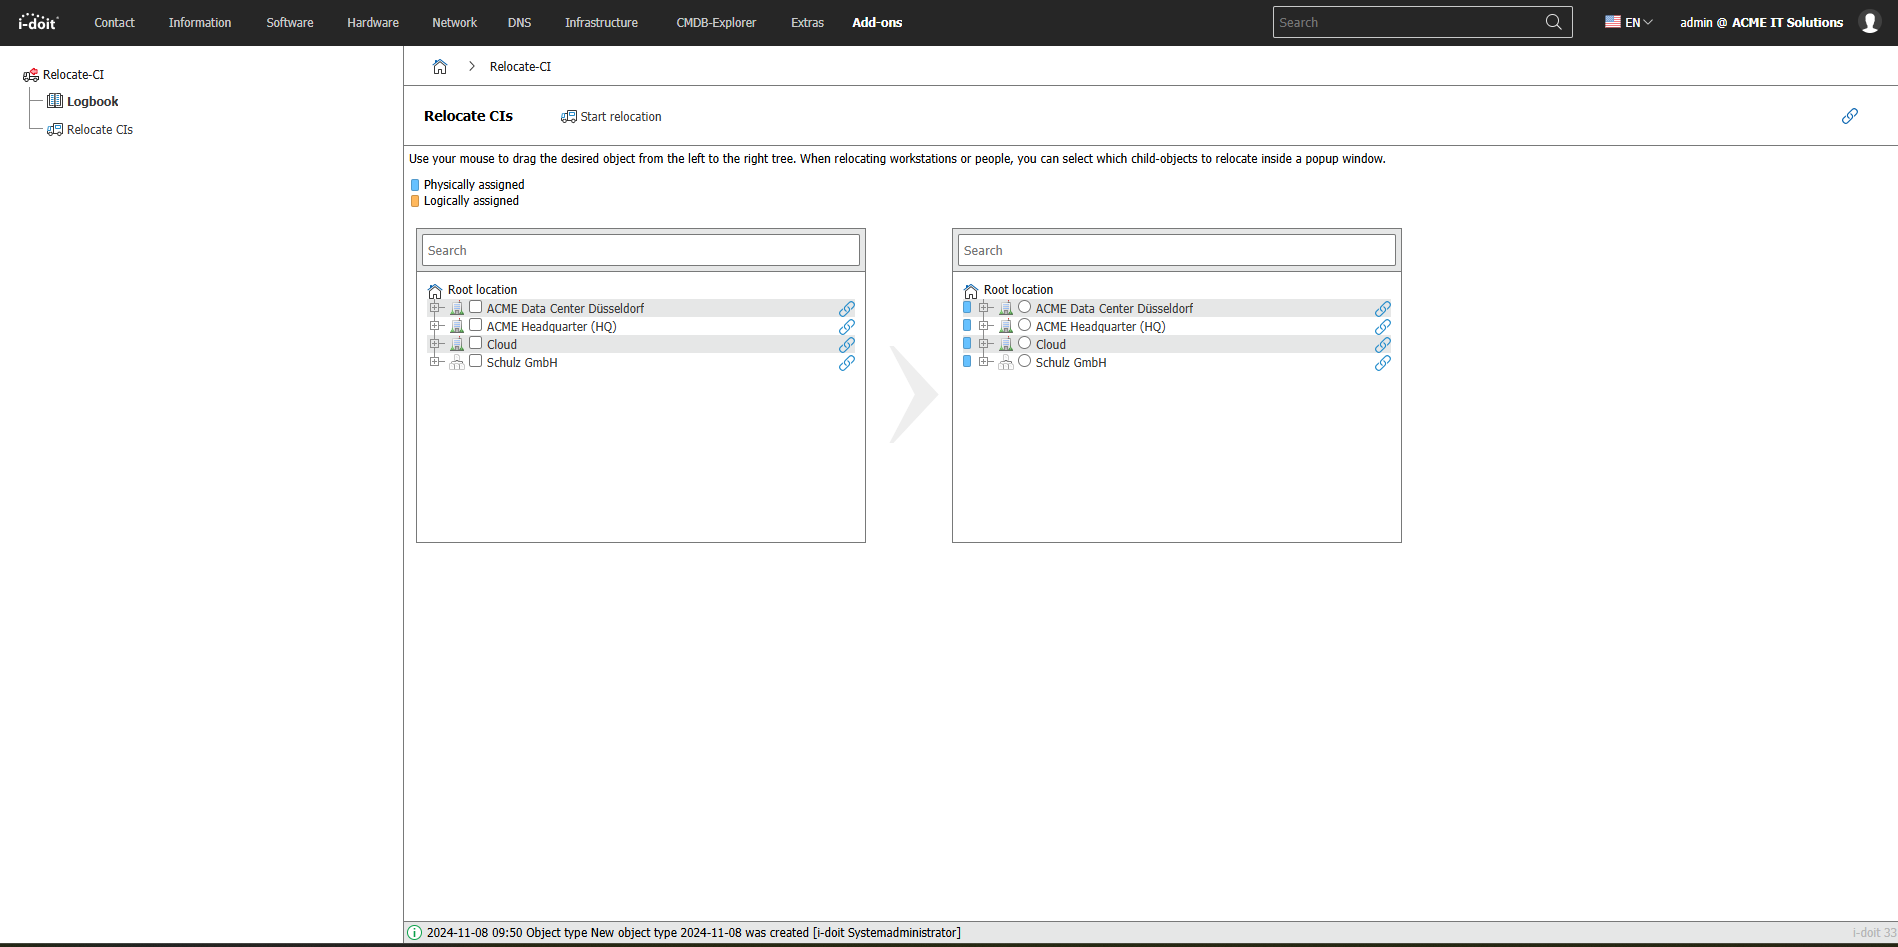 i-doit Contact Information Software Hardware Network DNS Infrastructure CMDB-Explorer Extras Add-ons Search EN admin @ ACME IT Solutions
Relocate-CI
Logbook
Relocate CIs
Relocate-CI
Relocate CIs Start relocation
Use your mouse to drag the desired object from the left to the right tree. When relocating workstations or people, you can select which child-objects to relocate inside a popup window.
Physically assigned
Logically assigned
Search
Root location
ACME Data Center Düsseldorf
ACME Headquarter (HQ)
Cloud
Schulz GmbH
Search
Root location
ACME Data Center Düsseldorf
ACME Headquarter (HQ)
Cloud
Schulz GmbH
2024-11-08 09:50 Object type New object type 2024-11-08 was created [i-doit Systemadministrator]
i-doit 33